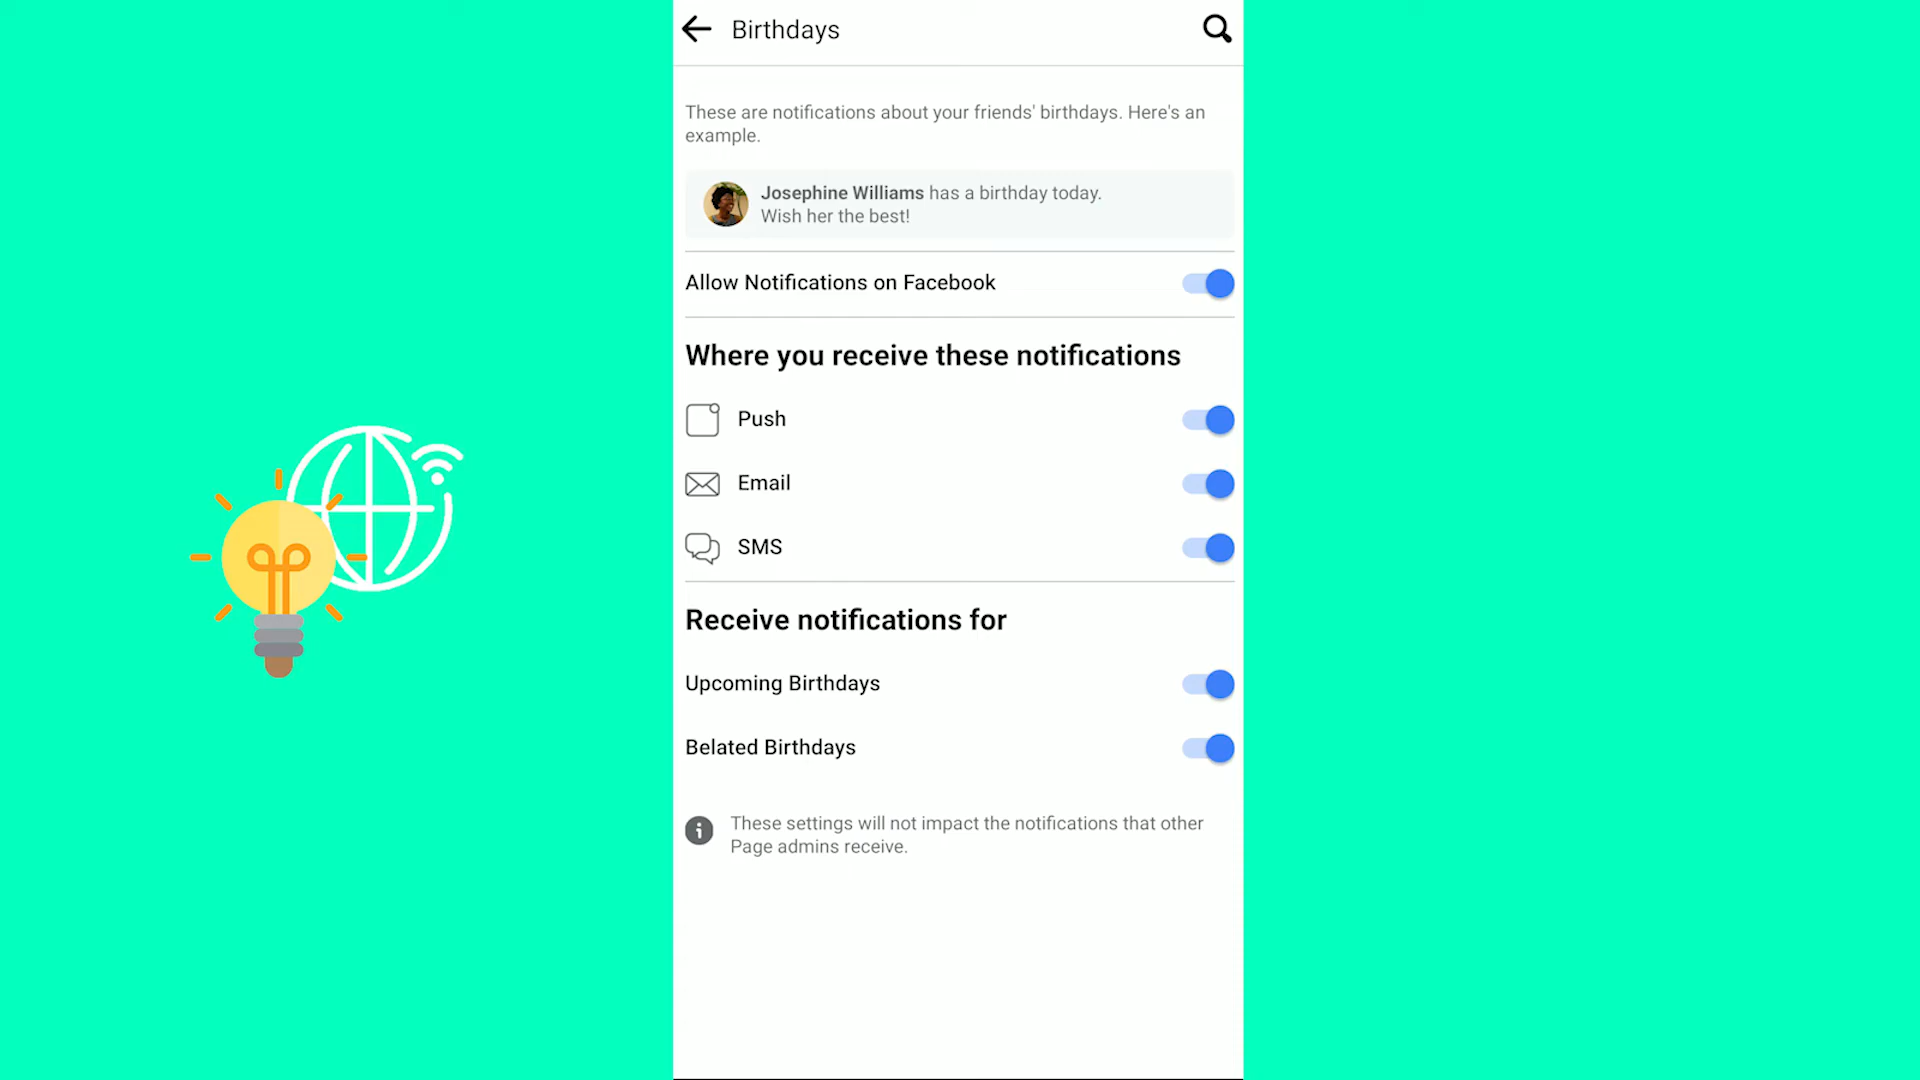 Birthdays
These are notifications about your friends' birthdays. Here's an
example.
Josephine Williams has a birthday today.
Wish her the best!
Allow Notifications on Facebook
Where you receive these notifications
Push
Email
SMS
Receive notifications for
Upcoming Birthdays
Belated Birthdays
These settings will not impact the notifications that other
Page admins receive.